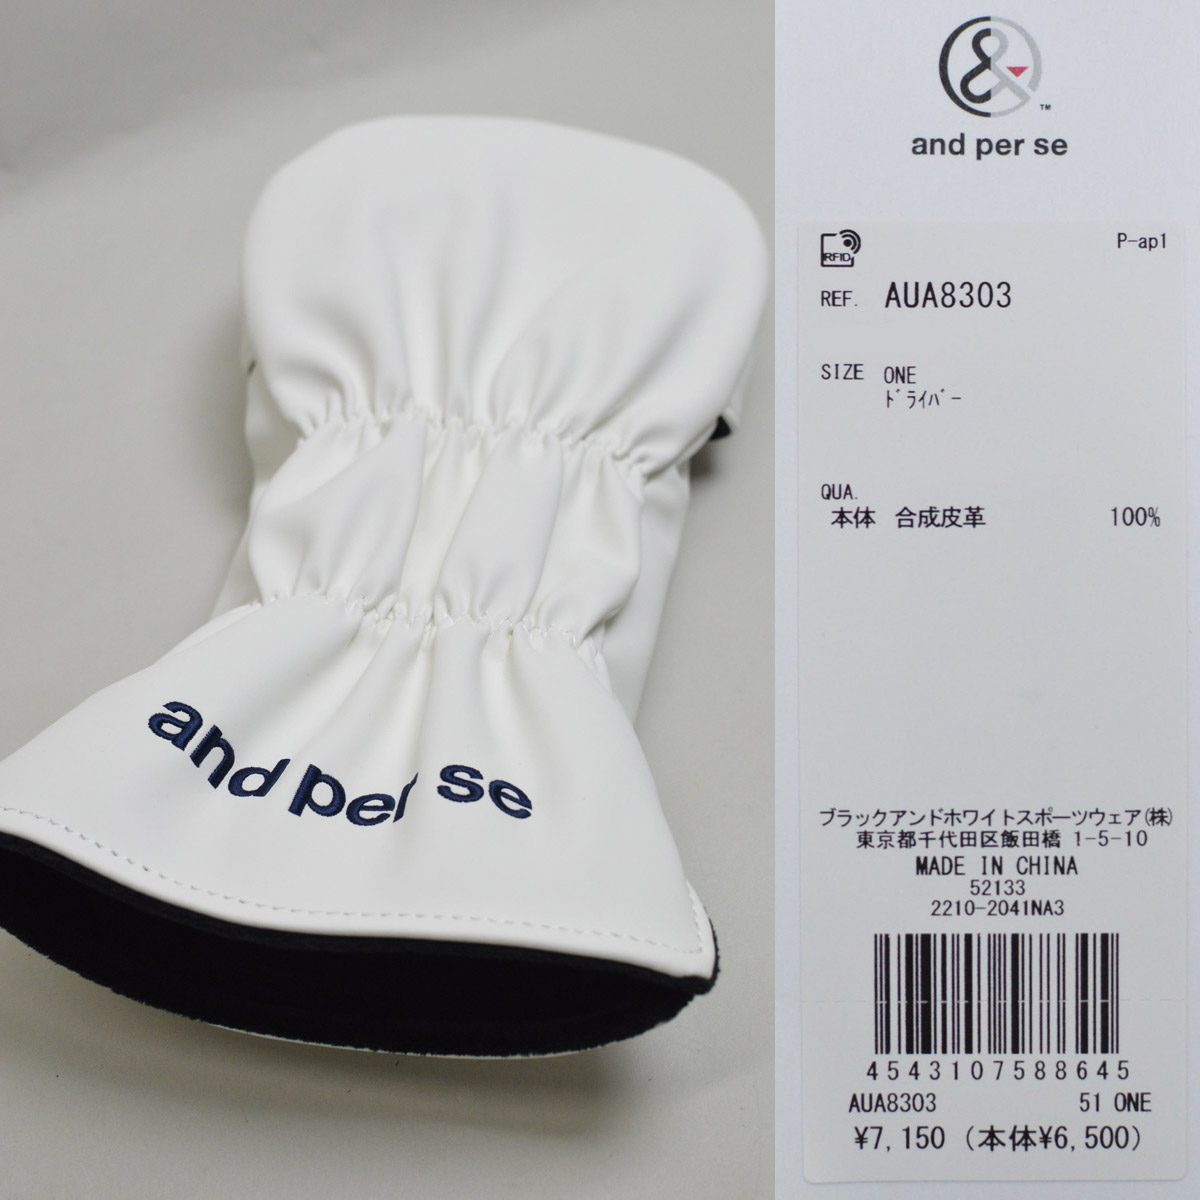 and per se
&
TM
and per se
RFID
P-ap1
REF. AUA8303
SIZE ONE
ﾄﾞﾗｲﾊﾞｰ
QUA.
本体 合成皮革 100%
ブラックアンドホワイトスポーツウェア(株)
東京都千代田区飯田橋 1-5-10
MADE IN CHINA
52133
2210-2041NA3
4543107588645
AUA8303 51 ONE
¥7,150 (本体¥6,500)